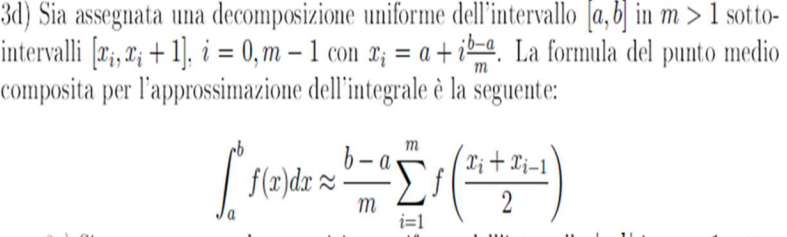 3d) Sia assegnata una decomposizione uniforme dell'intervallo [a, b] in m > 1 sotto-
intervalli [x_i, x_i + 1], i = 0, m − 1 con x_i = a + i\frac{b−a}{m}. La formula del punto medio
composita per l'approssimazione dell'integrale è la seguente:
\int_a^b f(x)dx ≈ \frac{b − a}{m} \sum_{i=1}^{m} f\left(\frac{x_i + x_{i−1}}{2}\right)